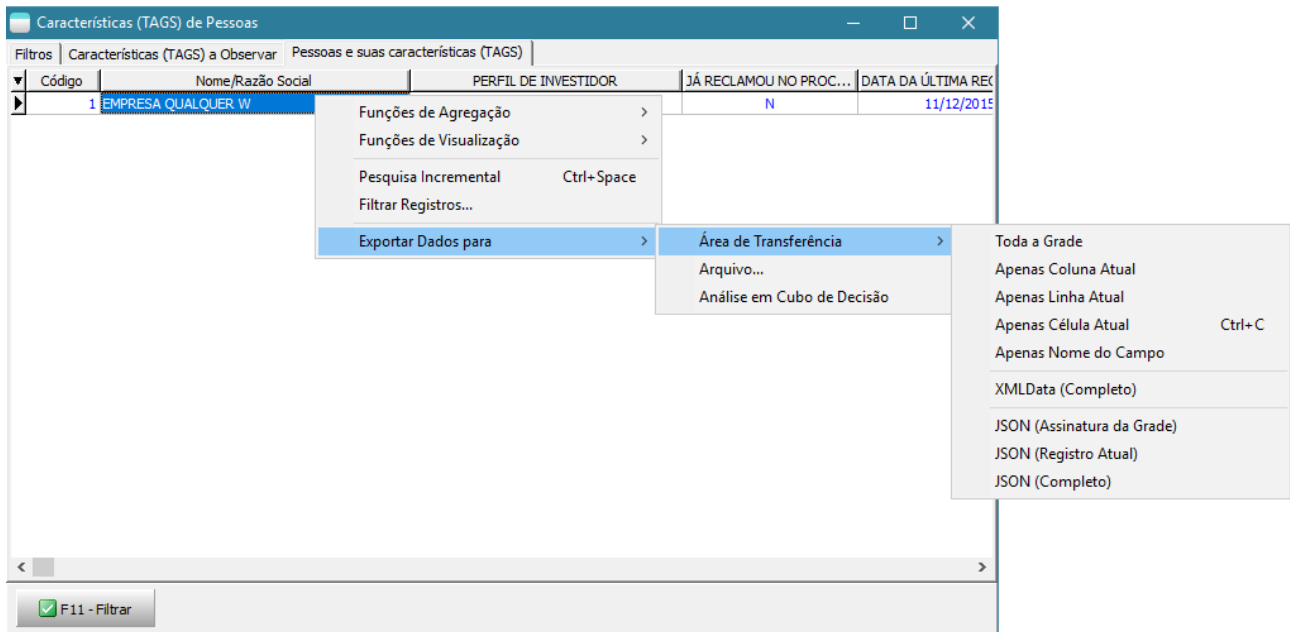 Características (TAGS) de Pessoas
Filtros Características (TAGS) a Observar Pessoas e suas características (TAGS)
Código Nome/Razão Social PERFIL DE INVESTIDOR JÁ RECLAMOU NO PROC... DATA DA ÚLTIMA REC
1 EMPRESA QUALQUER W N 11/12/2015
Funções de Agregação
Funções de Visualização
Pesquisa Incremental Ctrl+Space
Filtrar Registros...
Exportar Dados para
Área de Transferência
Arquivo...
Análise em Cubo de Decisão
Toda a Grade
Apenas Coluna Atual
Apenas Linha Atual
Apenas Célula Atual Ctrl+C
Apenas Nome do Campo
XMLData (Completo)
JSON (Assinatura da Grade)
JSON (Registro Atual)
JSON (Completo)
F11 - Filtrar